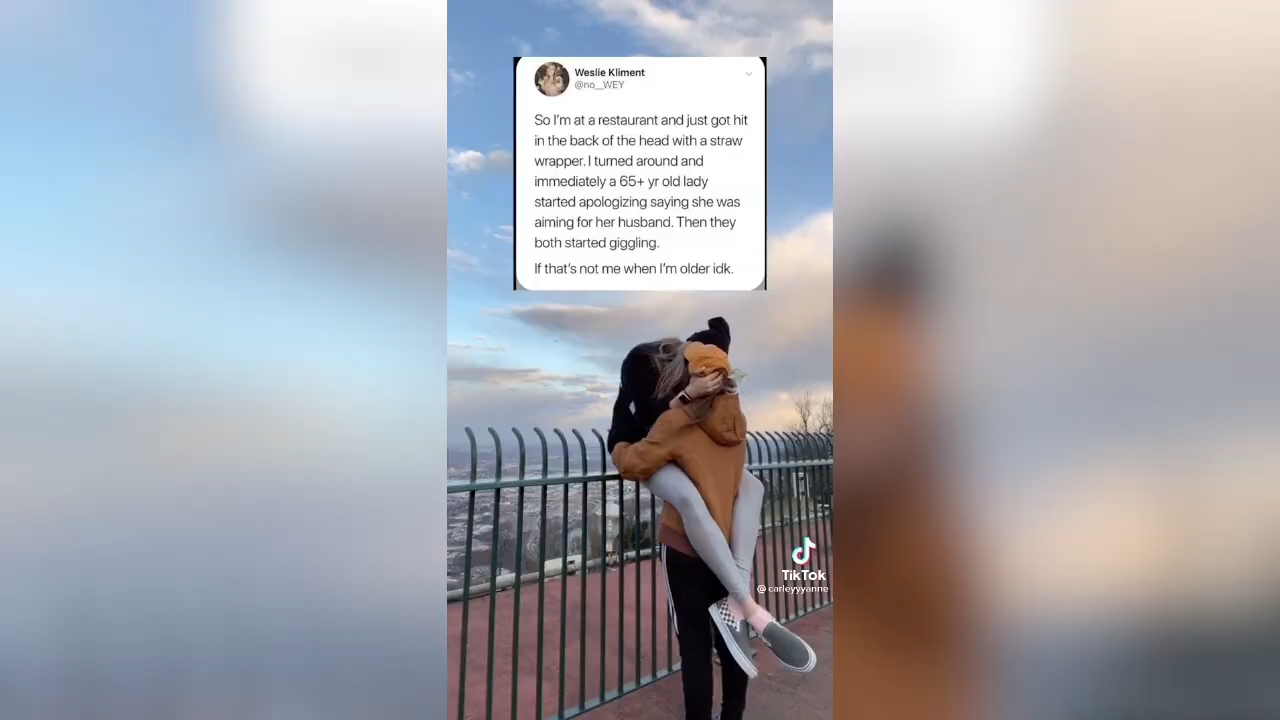 Weslie Kliment
@no__WEY
So I'm at a restaurant and just got hit
in the back of the head with a straw
wrapper. I turned around and
immediately a 65+ yr old lady
started apologizing saying she was
aiming for her husband. Then they
both started giggling.
If that's not me when I'm older idk.
TikTok
@carleyyyanne